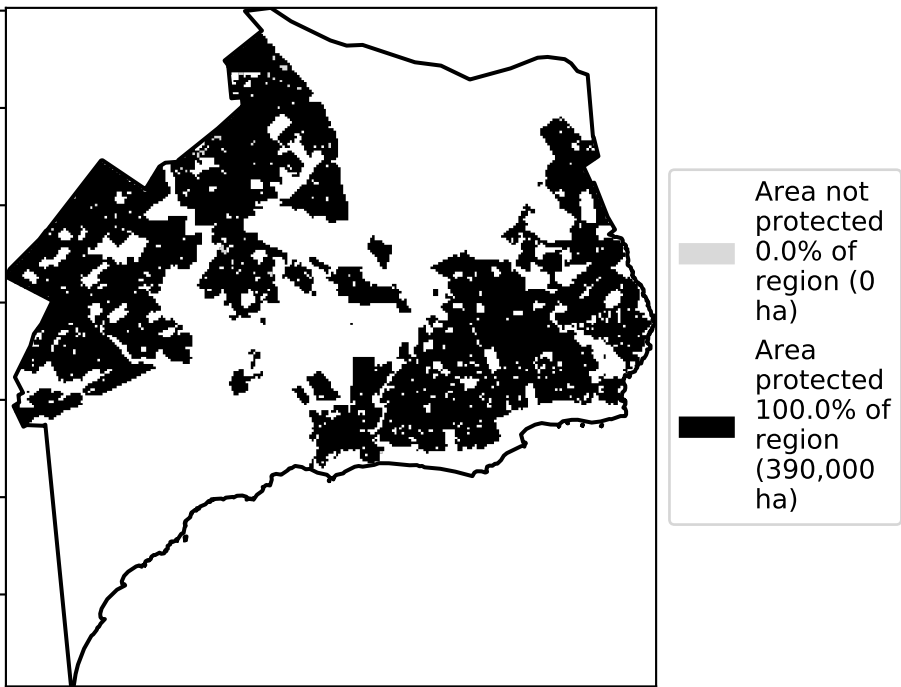 Area not
protected
0.0% of
region (0
ha)
Area
protected
100.0% of
region
(390,000
ha)